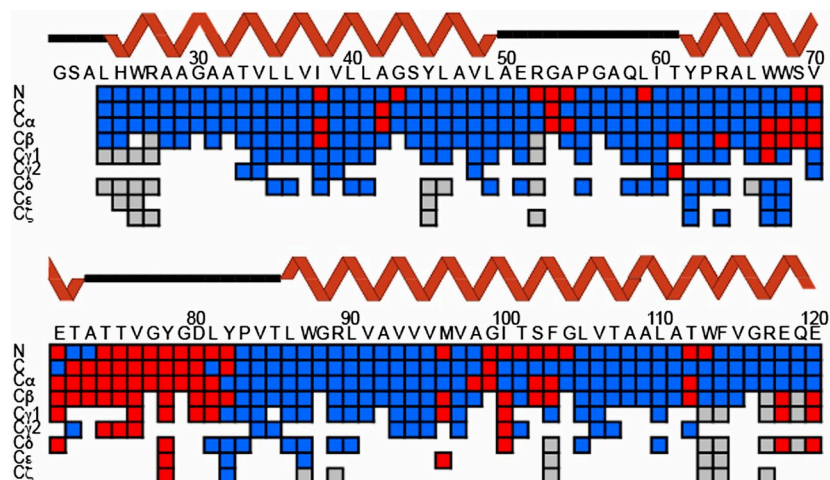 30 40 50 60 70
GSALHWRAAGAATVLLVIVLLAGSYLAVLAERGAPGAQLITYPRALWWSV
N
C
Cα
Cβ
Cγ1
Cγ2
Cδ
Cε
Cζ
80 90 100 110 120
ETATTVGYGDLYPVTLWGRLVAVVVMVAGITSFGLVTAALATWFVGREQE
N
C
Cα
Cβ
Cγ1
Cγ2
Cδ
Cε
Cζ